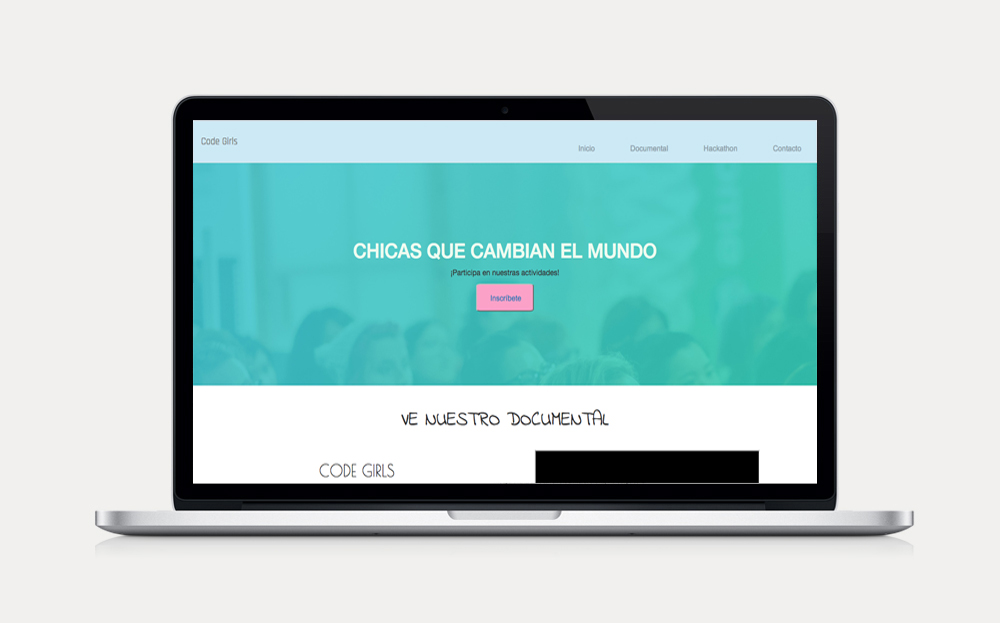 Code Girls
Inicio Documental Hackathon Contacto
CHICAS QUE CAMBIAN EL MUNDO
¡Participa en nuestras actividades!
Inscríbete
VE NUESTRO DOCUMENTAL
CODE GIRLS